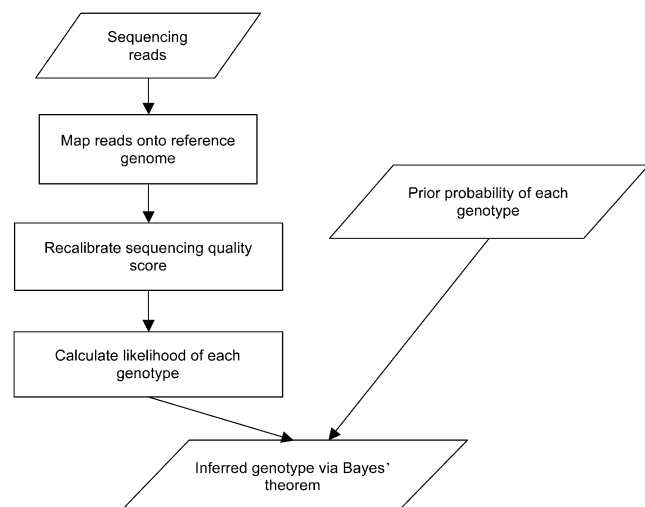 Sequencing
reads
Map reads onto reference
genome
Prior probability of each
genotype
Recalibrate sequencing quality
score
Calculate likelihood of each
genotype
Inferred genotype via Bayes’
theorem